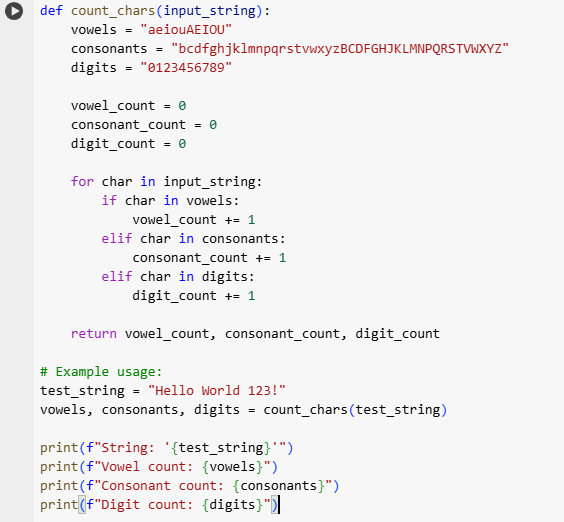 def count_chars(input_string):
    vowels = "aeiouAEIOU"
    consonants = "bcdfghjklmnpqrstvwxyzBCDFGHJKLMNPQRSTVWXYZ"
    digits = "0123456789"

    vowel_count = 0
    consonant_count = 0
    digit_count = 0

    for char in input_string:
        if char in vowels:
            vowel_count += 1
        elif char in consonants:
            consonant_count += 1
        elif char in digits:
            digit_count += 1

    return vowel_count, consonant_count, digit_count

# Example usage:
test_string = "Hello World 123!"
vowels, consonants, digits = count_chars(test_string)

print(f"String: '{test_string}'")
print(f"Vowel count: {vowels}")
print(f"Consonant count: {consonants}")
print(f"Digit count: {digits}")